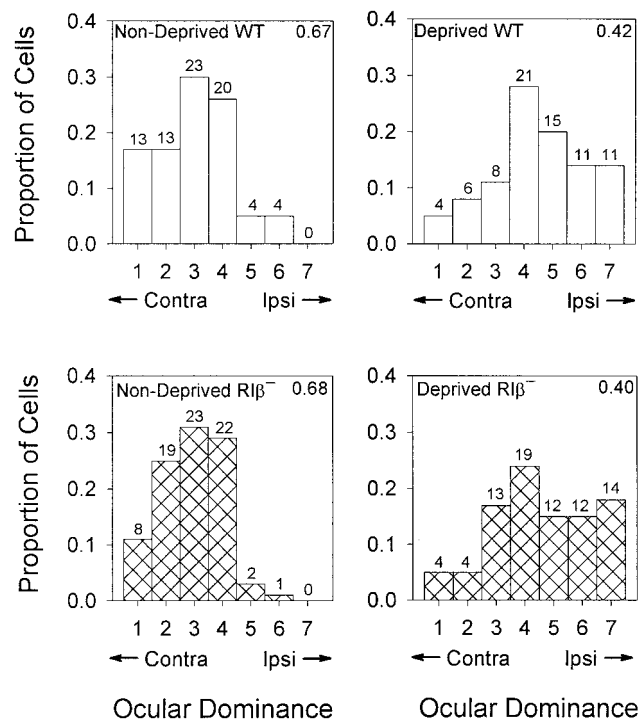 Non-Deprived WT 0.67
Proportion of Cells
0.4
0.3
0.2
0.1
0.0
13 13 23 20 4 4 0
1 2 3 4 5 6 7
← Contra Ipsi →
Deprived WT 0.42
0.4
0.3
0.2
0.1
0.0
4 6 8 21 15 11 11
1 2 3 4 5 6 7
← Contra Ipsi →
Non-Deprived RIβ⁻ 0.68
Proportion of Cells
0.4
0.3
0.2
0.1
0.0
8 19 23 22 2 1 0
1 2 3 4 5 6 7
← Contra Ipsi →
Ocular Dominance
Deprived RIβ⁻ 0.40
0.4
0.3
0.2
0.1
0.0
4 4 13 19 12 12 14
1 2 3 4 5 6 7
← Contra Ipsi →
Ocular Dominance